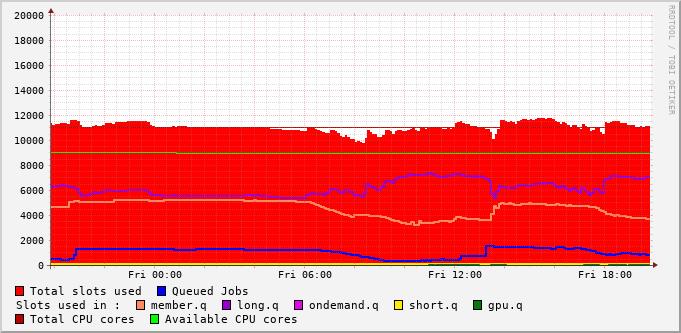 20000
18000
16000
14000
12000
10000
8000
6000
4000
2000
0
Fri 00:00 Fri 06:00 Fri 12:00 Fri 18:00
RRDTOOL / TOBI OETIKER
Total slots used Queued Jobs
Slots used in : member.q long.q ondemand.q short.q gpu.q
Total CPU cores Available CPU cores